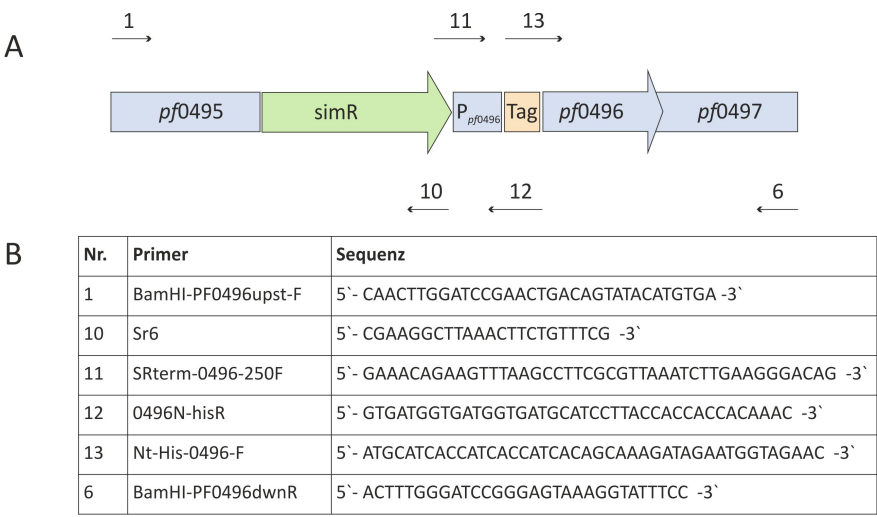 1 11 13
A
pf0495 simR Ppf0496 Tag pf0496 pf0497
10 12 6
B
Nr. Primer Sequenz
1 BamHI-PF0496upst-F 5`- CAACTTGGATCCGAACTGACAGTATACATGTGA -3`
10 Sr6 5`- CGAAGGCTTAAACTTCTGTTTCG -3`
11 SRterm-0496-250F 5`- GAAACAGAAGTTTAAGCCTTCGCGTTAAATCTTGAAGGGACAG -3`
12 0496N-hisR 5`- GTGATGGTGATGGTGATGCATCCTTACCACCACCACAAAC -3`
13 Nt-His-0496-F 5`- ATGCATCACCATCACCATCACAGCAAAGATAGAATGGTAGAAC -3`
6 BamHI-PF0496dwnR 5`- ACTTTGGGATCCGGGAGTAAAGGTATTTCC -3`